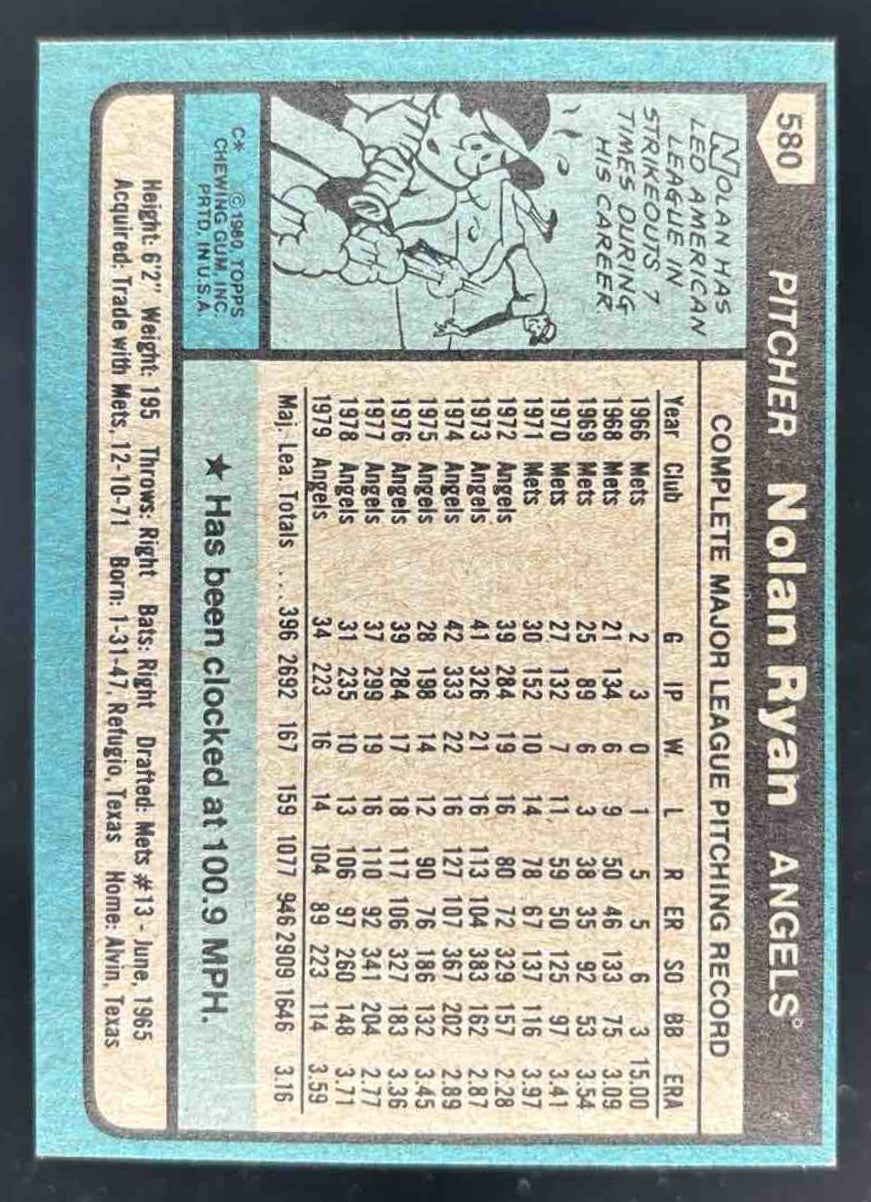 580 PITCHER Nolan Ryan ANGELS®
NOLAN HAS
LED AMERICAN
LEAGUE IN
STRIKEOUTS 7
TIMES DURING
HIS CAREER.
C* © 1980 TOPPS
CHEWING GUM, INC.
PRTD. IN U.S.A.
COMPLETE MAJOR LEAGUE PITCHING RECORD
Year Club G IP W. L R ER SO BB ERA
1966 Mets 2 3 0 1 5 5 6 3 15.00
1968 Mets 21 134 6 9 50 46 133 75 3.09
1969 Mets 25 89 6 3 38 35 92 53 3.54
1970 Mets 27 132 7 11 59 50 125 97 3.41
1971 Mets 30 152 10 14 78 67 137 116 3.97
1972 Angels 39 284 19 16 80 72 329 157 2.28
1973 Angels 41 326 21 16 113 104 383 162 2.87
1974 Angels 42 333 22 16 127 107 367 202 2.89
1975 Angels 28 198 14 12 90 76 186 132 3.45
1976 Angels 39 284 17 18 117 106 327 183 3.36
1977 Angels 37 299 19 16 110 92 341 204 2.77
1978 Angels 31 235 10 13 106 97 260 148 3.71
1979 Angels 34 223 16 14 104 89 223 114 3.59
Maj. Lea. Totals ... 396 2692 167 159 1077 946 2909 1646 3.16
★ Has been clocked at 100.9 MPH.
Height: 6'2" Weight: 195 Throws: Right Bats: Right Drafted: Mets #13 - June, 1965
Acquired: Trade with Mets, 12-10-71 Born: 1-31-47, Refugio, Texas Home: Alvin, Texas